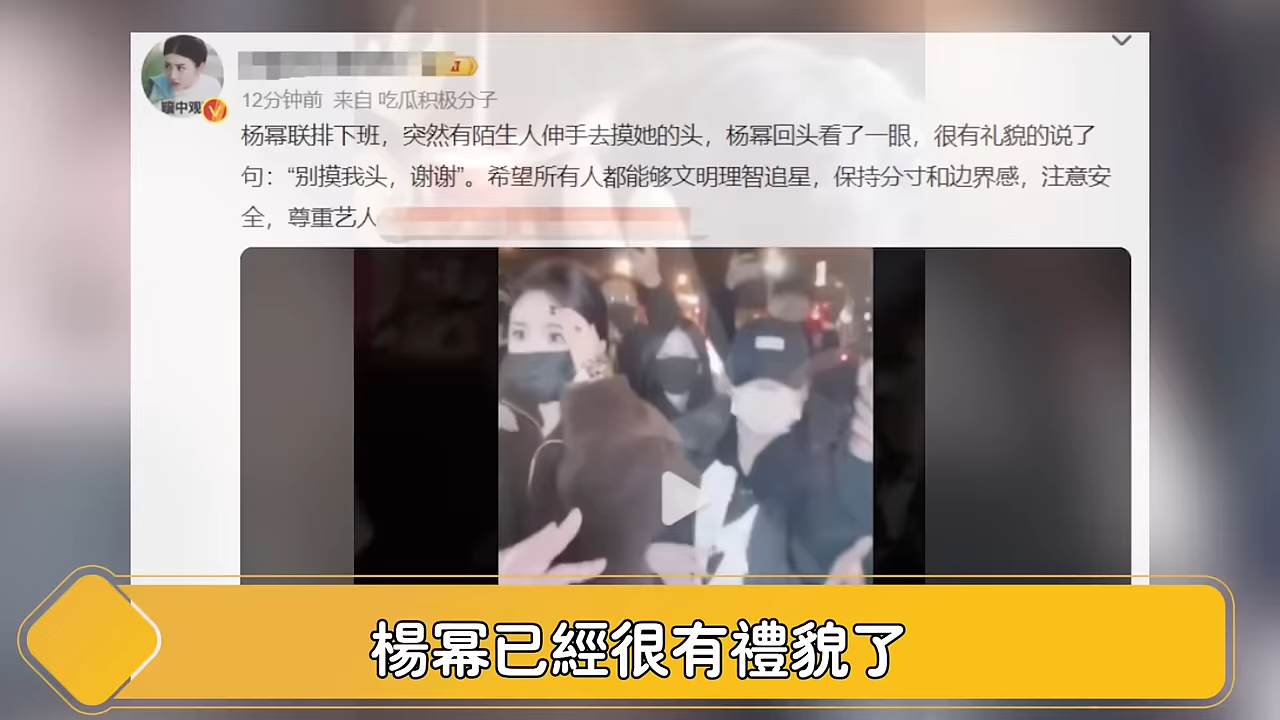 12分钟前 来自 吃瓜积极分子
杨幂联排下班，突然有陌生人伸手去摸她的头，杨幂回头看了一眼，很有礼貌的说了
句：“别摸我头，谢谢”。希望所有人都能够文明理智追星，保持分寸和边界感，注意安
全，尊重艺人
楊冪已經很有禮貌了